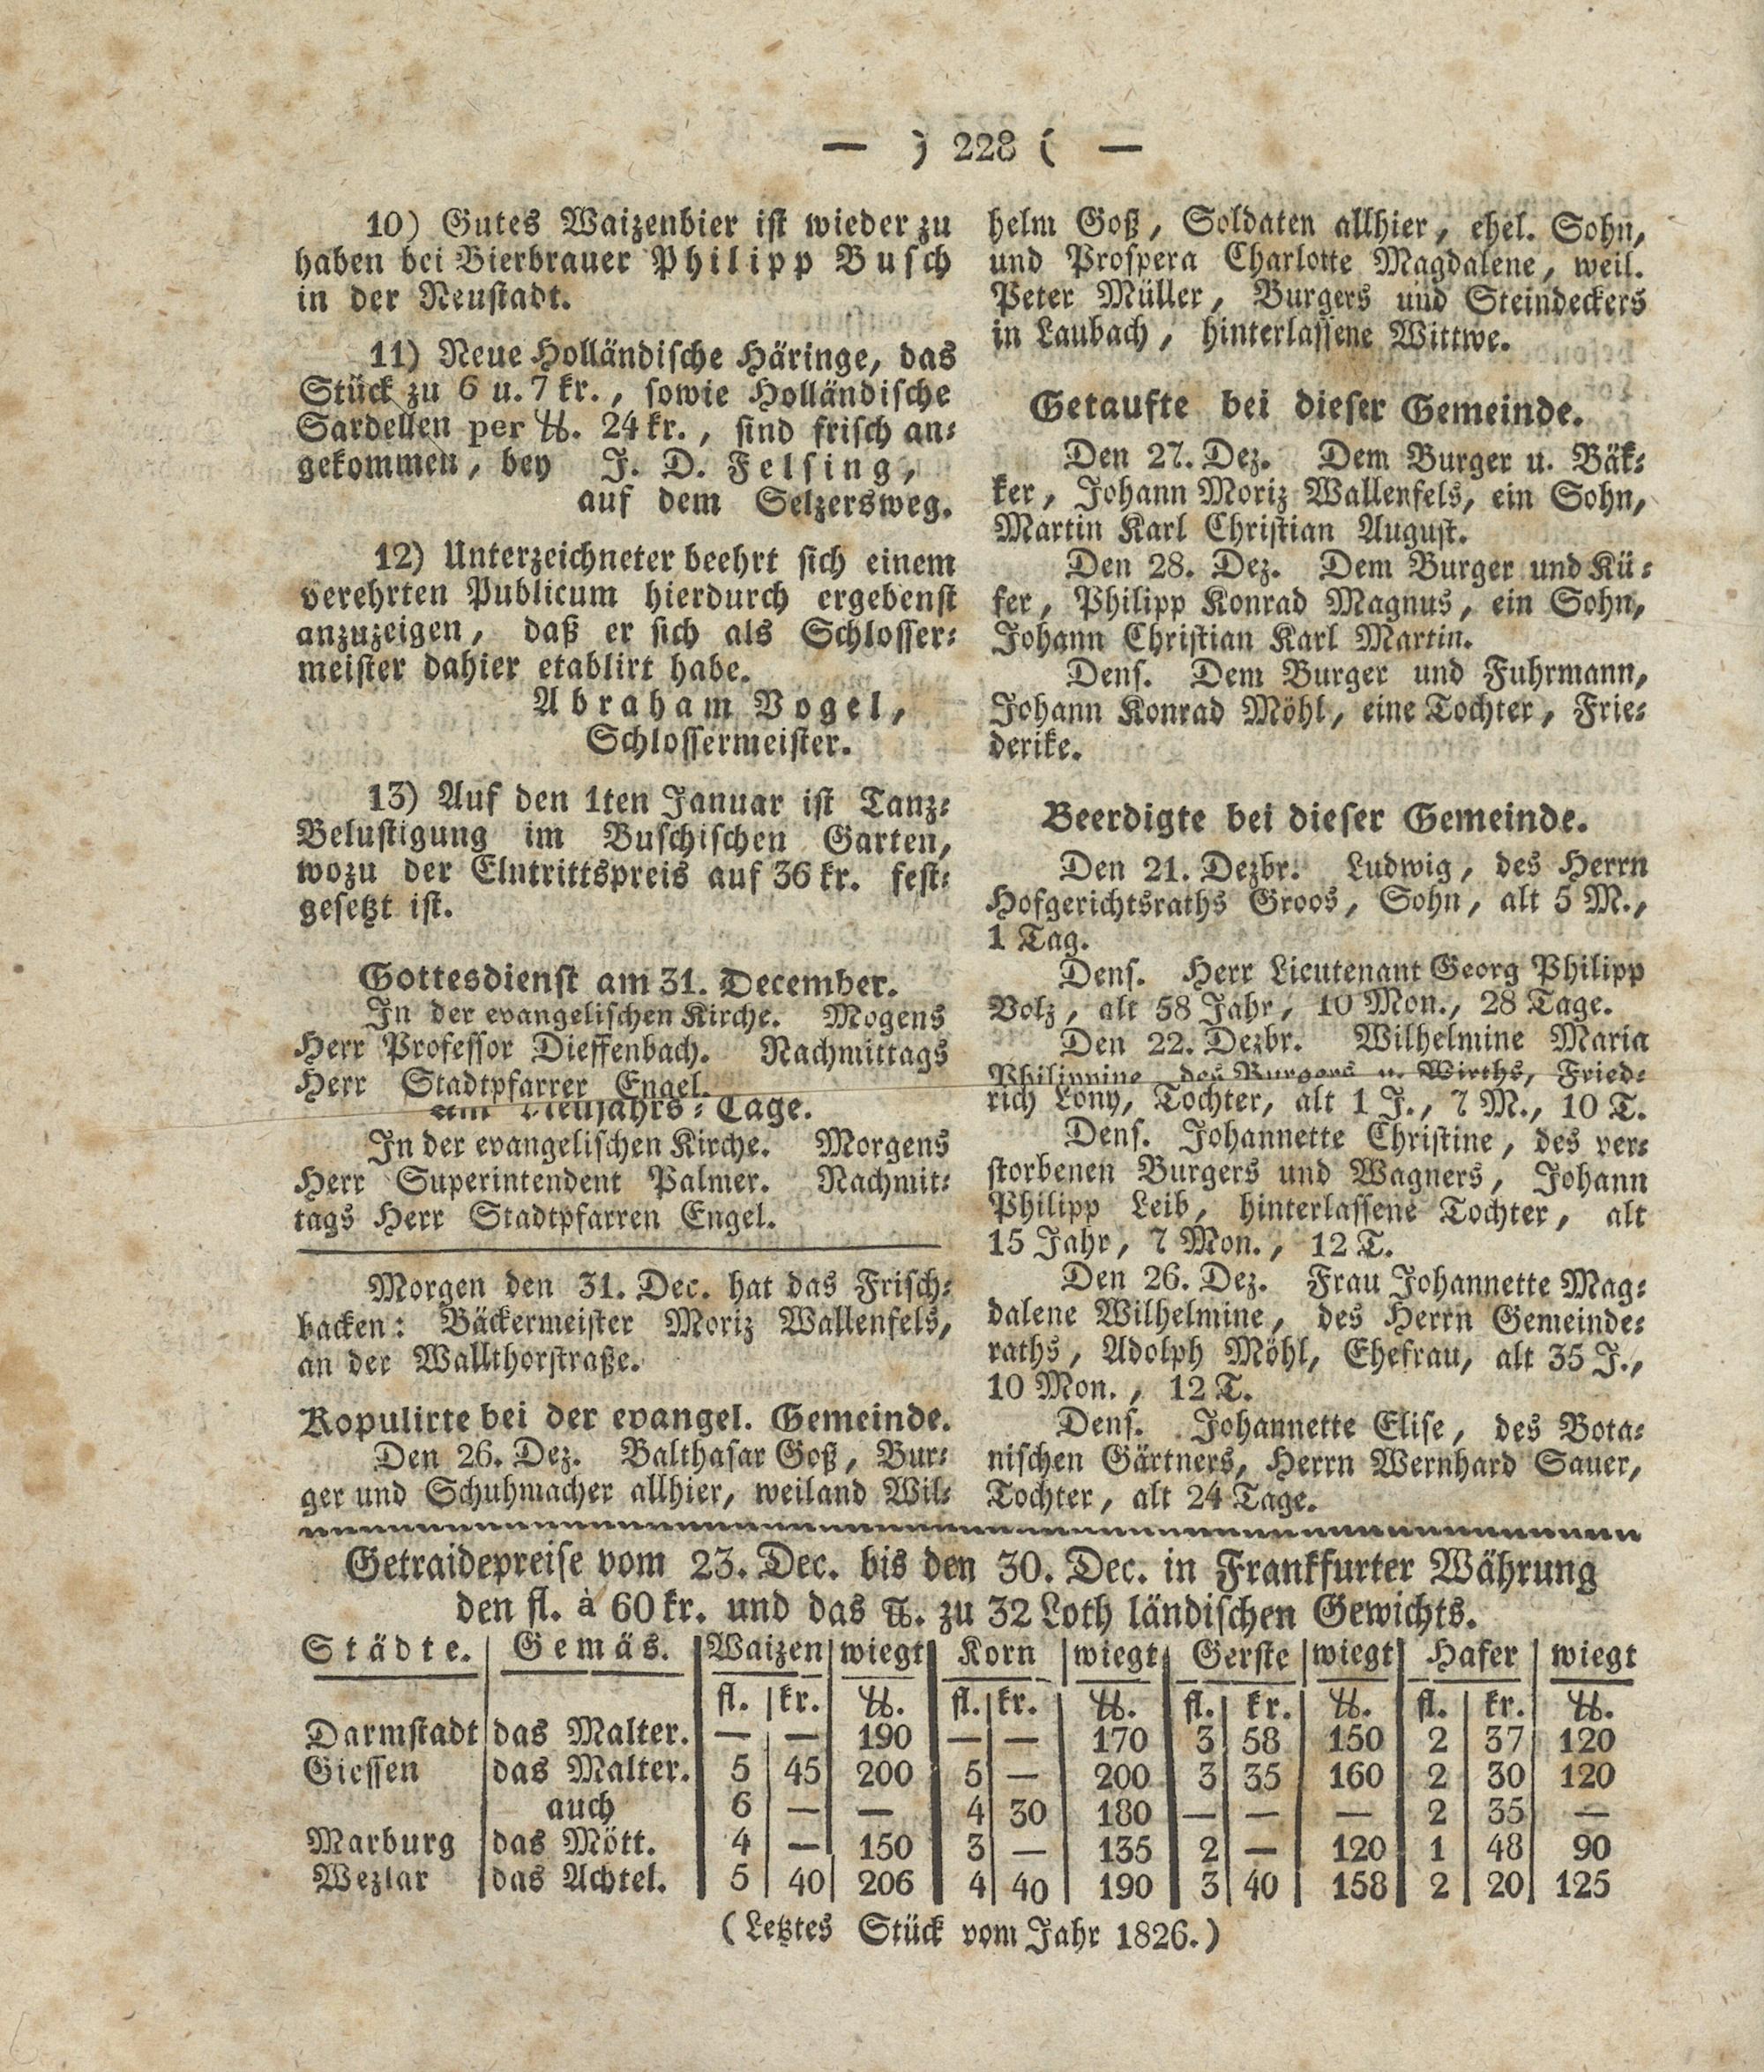 — ) 228 ( —
10) Gutes Waizenbier ist wieder zu
haben bei Bierbrauer Philipp Busch
in der Neustadt.
11) Neue Holländische Häringe, das
Stück zu 6 u. 7 kr., sowie Holländische
Sardellen per ℔. 24 kr., sind frisch an-
gekommen, bey J. D. Felsing,
auf dem Selzersweg.
12) Unterzeichneter beehrt sich einem
verehrten Publicum hierdurch ergebenst
anzuzeigen, daß er sich als Schlosser-
meister dahier etablirt habe.
Abraham Vogel,
Schlossermeister.
13) Auf den 1ten Januar ist Tanz-
Belustigung im Buschischen Garten,
wozu der Elntrittspreis auf 36 kr. fest-
gesetzt ist.
Gottesdienst am 31. December.
In der evangelischen Kirche. Mogens
Herr Professor Dieffenbach. Nachmittags
Herr Stadtpfarrer Engel.
am Neujahrs-Tage.
In der evangelischen Kirche. Morgens
Herr Superintendent Palmer. Nachmit-
tags Herr Stadtpfarren Engel.
Morgen den 31. Dec. hat das Frisch-
backen: Bäckermeister Moriz Wallenfels,
an der Wallthorstraße.
Kopulirte bei der evangel. Gemeinde.
Den 26. Dez. Balthasar Goß, Bur-
ger und Schuhmacher allhier, weiland Wil-
helm Goß, Soldaten allhier, ehel. Sohn,
und Prospera Charlotte Magdalene, weil.
Peter Müller, Burgers und Steindeckers
in Laubach, hinterlassene Wittwe.
Getaufte bei dieser Gemeinde.
Den 27. Dez. Dem Burger u. Bäk-
ker, Johann Moriz Wallenfels, ein Sohn,
Martin Karl Christian August.
Den 28. Dez. Dem Burger und Kü-
fer, Philipp Konrad Magnus, ein Sohn,
Johann Christian Karl Martin.
Dens. Dem Burger und Fuhrmann,
Johann Konrad Möhl, eine Tochter, Frie-
derike.
Beerdigte bei dieser Gemeinde.
Den 21. Dezbr. Ludwig, des Herrn
Hofgerichtsraths Groos, Sohn, alt 5 M.,
1 Tag.
Dens. Herr Lieutenant Georg Philipp
Volz, alt 58 Jahr, 10 Mon., 28 Tage.
Den 22. Dezbr. Wilhelmine Maria
Philippine des Burgers u. Wirths, Fried-
rich Lony, Tochter, alt 1 J., 7 M., 10 T.
Dens. Johannette Christine, des ver-
storbenen Burgers und Wagners, Johann
Philipp Leib, hinterlassene Tochter, alt
15 Jahr, 7 Mon., 12 T.
Den 26. Dez. Frau Johannette Mag-
dalene Wilhelmine, des Herrn Gemeinde-
raths, Adolph Möhl, Ehefrau, alt 35 J.,
10 Mon., 12 T.
Dens. Johannette Elise, des Bota-
nischen Gärtners, Herrn Wernhard Sauer,
Tochter, alt 24 Tage.
Getraidepreise vom 23. Dec. bis den 30. Dec. in Frankfurter Währung
den fl. à 60 kr. und das ℔. zu 32 Loth ländischen Gewichts.
Städte. Gemäs. Waizen wiegt Korn wiegt Gerste wiegt Hafer wiegt
fl. kr. ℔. fl. kr. ℔. fl. kr. ℔. fl. kr. ℔.
Darmstadt das Malter. — — 190 — — 170 3 58 150 2 37 120
Giessen das Malter. 5 45 200 5 — 200 3 35 160 2 30 120
auch 6 — — 4 30 180 — — — 2 35 —
Marburg das Mött. 4 — 150 3 — 135 2 — 120 1 48 90
Wezlar das Achtel. 5 40 206 4 40 190 3 40 158 2 20 125
(Letztes Stück vom Jahr 1826.)